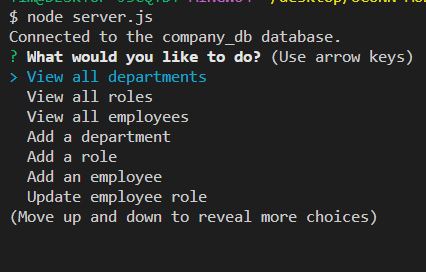 $ node server.js
Connected to the company_db database.
? What would you like to do? (Use arrow keys)
> View all departments
View all roles
View all employees
Add a department
Add a role
Add an employee
Update employee role
(Move up and down to reveal more choices)